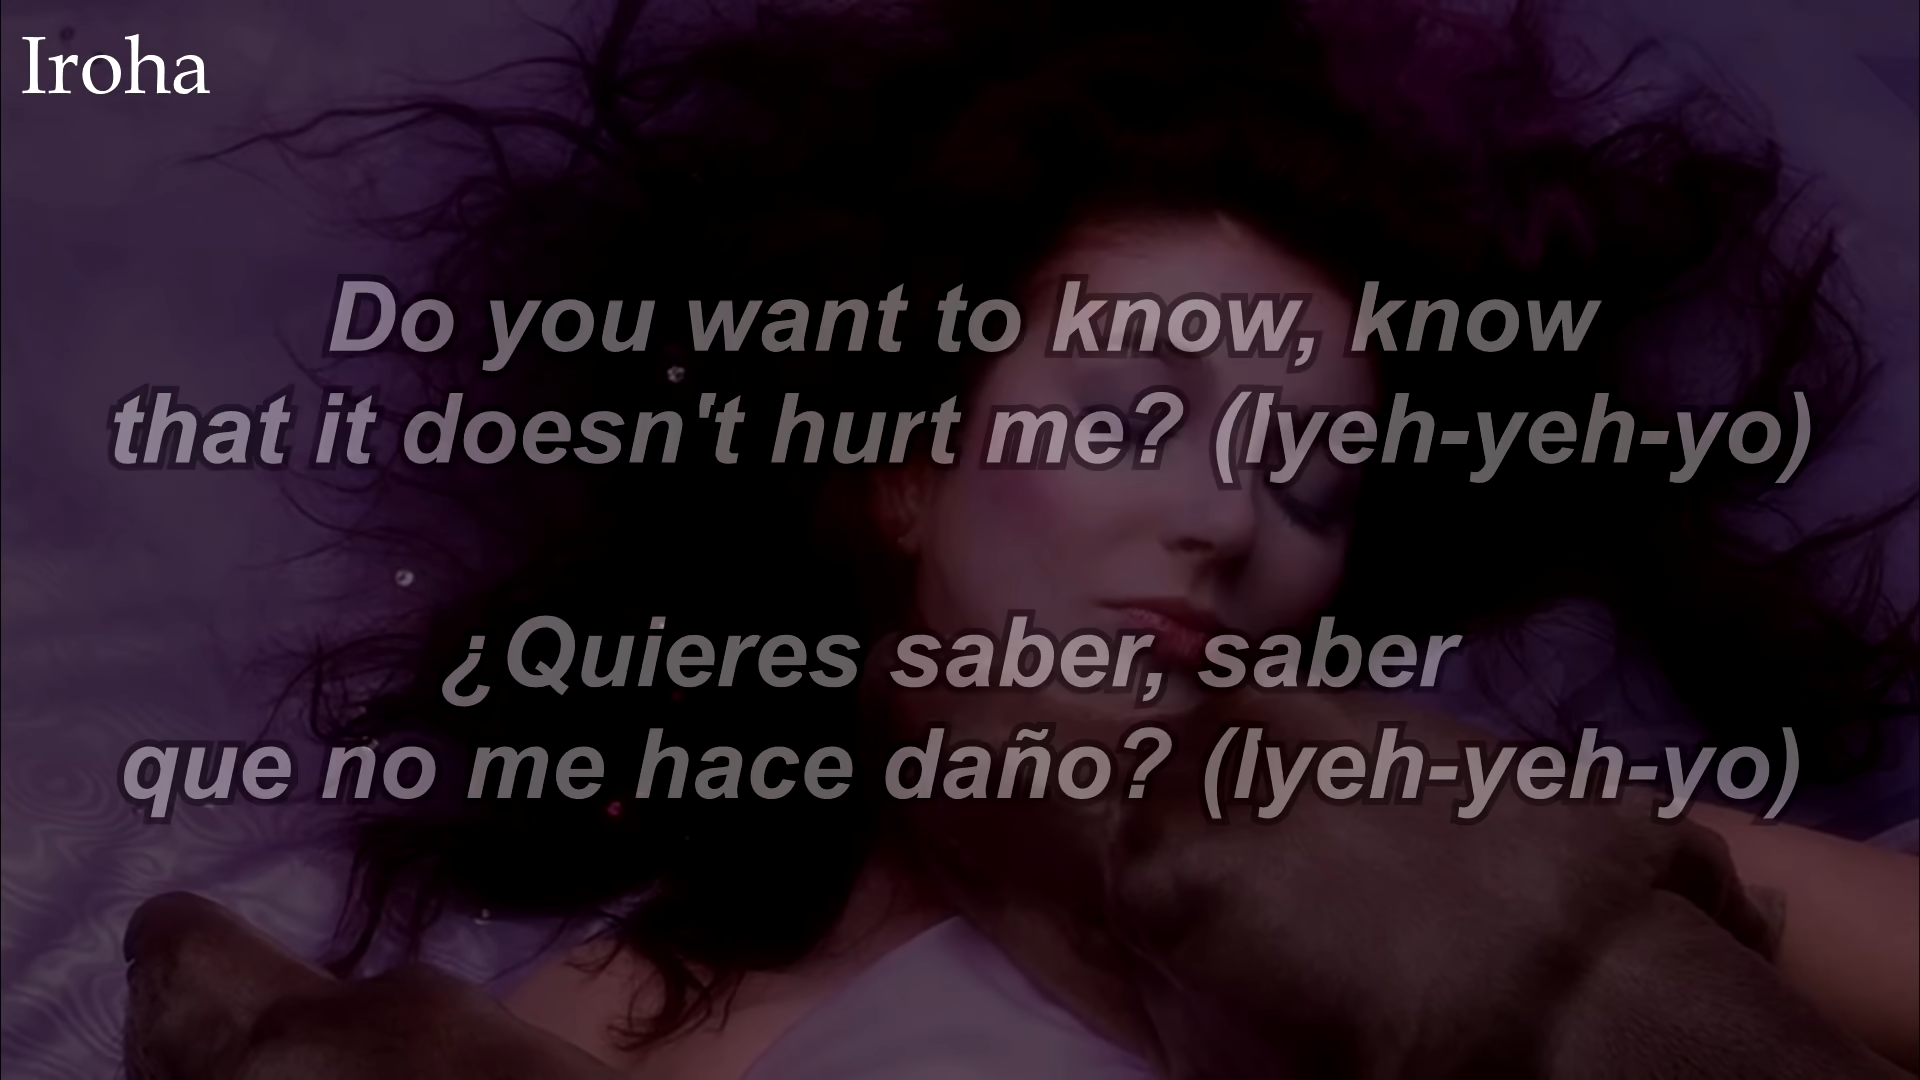 Iroha
Do you want to know, know
that it doesn't hurt me? (Iyeh-yeh-yo)
¿Quieres saber, saber
que no me hace daño? (Iyeh-yeh-yo)